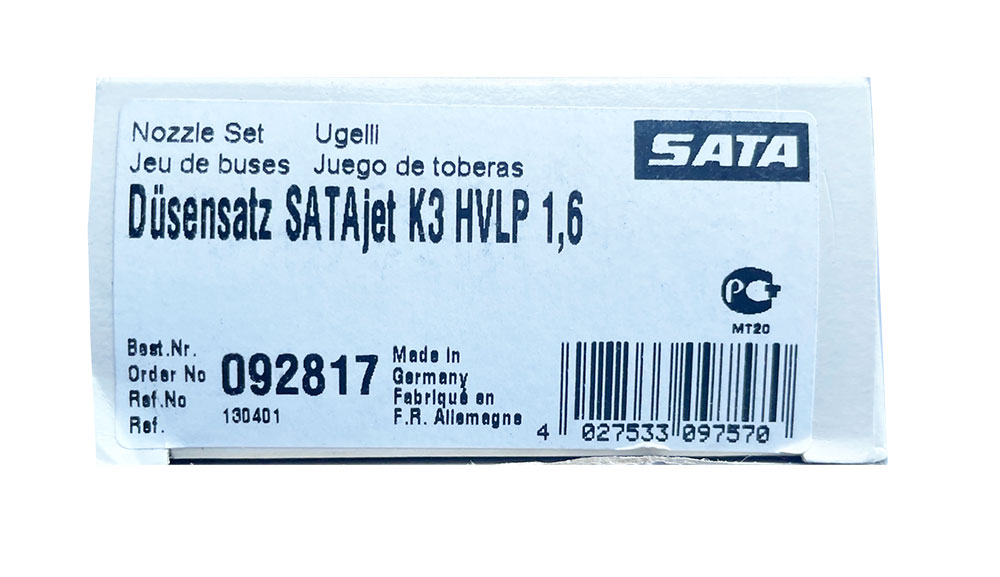 Nozzle Set Ugelli
Jeu de buses Juego de toberas
SATA
Düsensatz SATAjet K3 HVLP 1,6
PCT
MT20
Best.Nr.
Order No
Ref.No
Ref.
092817
130401
Made in
Germany
Fabriqué en
F.R. Allemagne
4 027533 097570